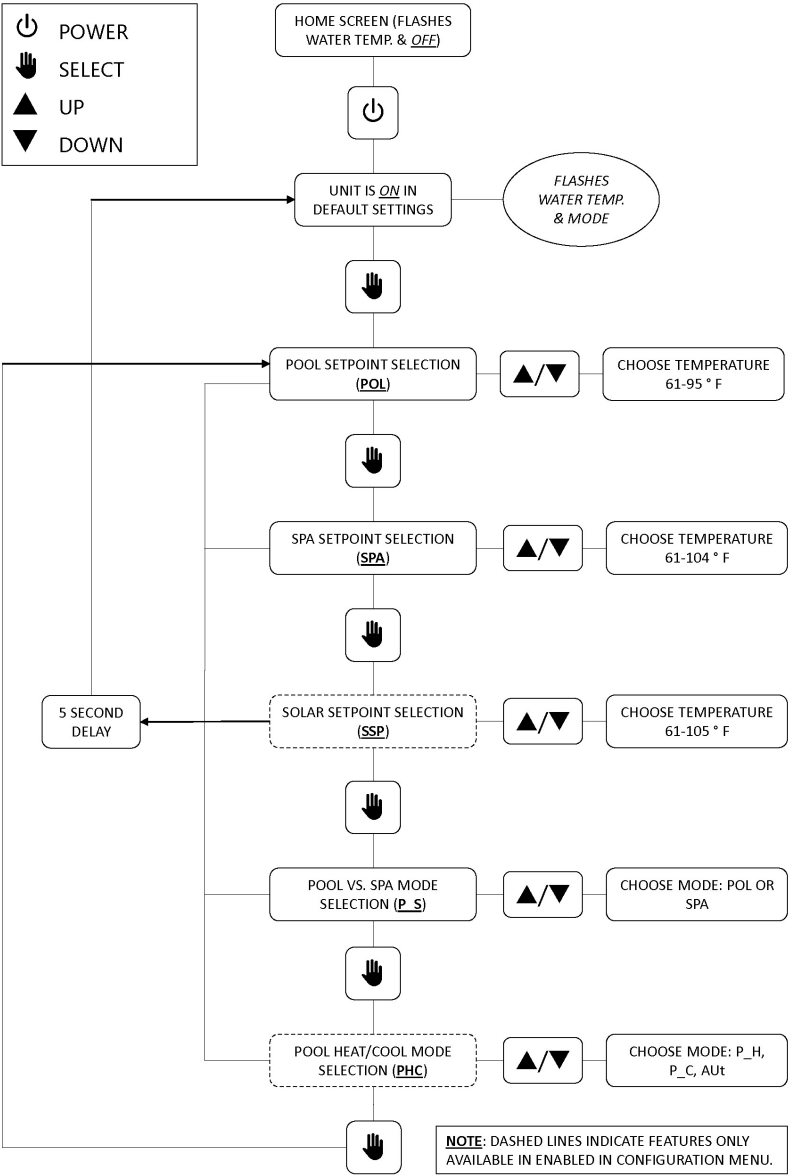 POWER
SELECT
UP
DOWN
HOME SCREEN (FLASHES
WATER TEMP. & OFF)
UNIT IS ON IN
DEFAULT SETTINGS
FLASHES
WATER TEMP.
& MODE
POOL SETPOINT SELECTION
(POL)
/
CHOOSE TEMPERATURE
61-95 ° F
SPA SETPOINT SELECTION
(SPA)
/
CHOOSE TEMPERATURE
61-104 ° F
5 SECOND
DELAY
SOLAR SETPOINT SELECTION
(SSP)
/
CHOOSE TEMPERATURE
61-105 ° F
POOL VS. SPA MODE
SELECTION (P_S)
/
CHOOSE MODE: POL OR
SPA
POOL HEAT/COOL MODE
SELECTION (PHC)
/
CHOOSE MODE: P_H,
P_C, AUt
NOTE: DASHED LINES INDICATE FEATURES ONLY
AVAILABLE IN ENABLED IN CONFIGURATION MENU.